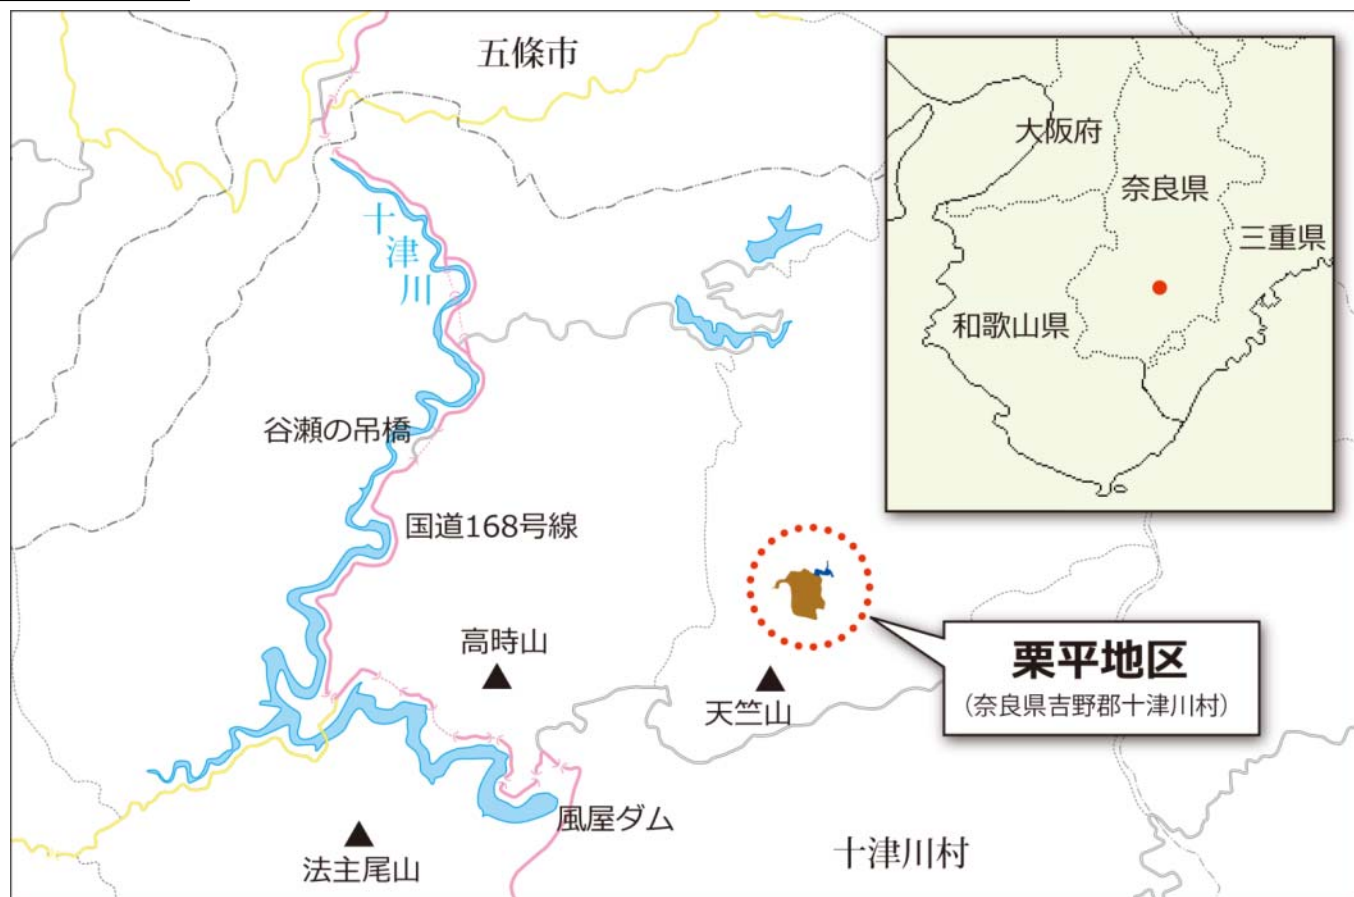 五條市
大阪府
奈良県
三重県
和歌山県
十津川
谷瀬の吊橋
国道168号線
高時山
天竺山
栗平地区
(奈良県吉野郡十津川村)
風屋ダム
法主尾山
十津川村